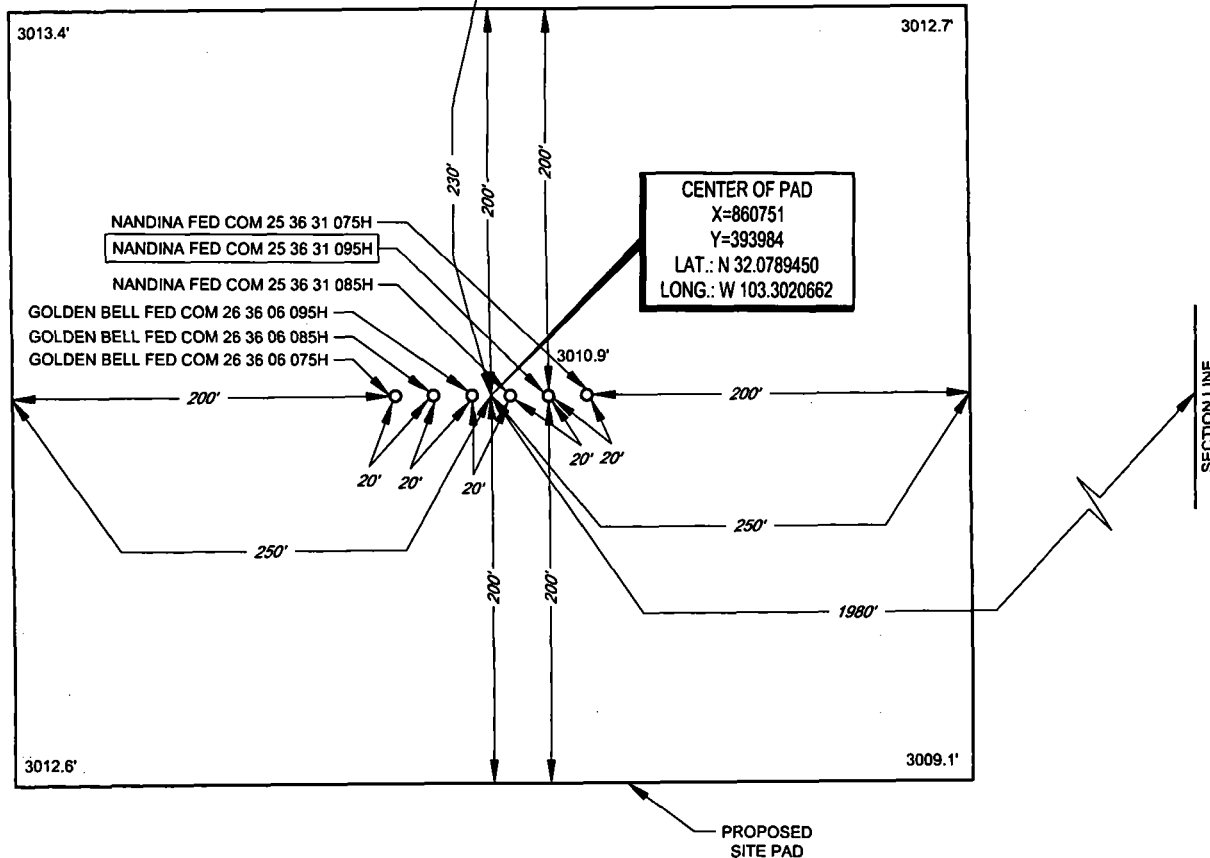 3013.4'
3012.7'
230'
200'
200'
CENTER OF PAD
X=860751
Y=393984
LAT.: N 32.0789450
LONG.: W 103.3020662
NANDINA FED COM 25 36 31 075H
NANDINA FED COM 25 36 31 095H
NANDINA FED COM 25 36 31 085H
GOLDEN BELL FED COM 26 36 06 095H
GOLDEN BELL FED COM 26 36 06 085H
GOLDEN BELL FED COM 26 36 06 075H
3010.9'
200'
200'
SECTION LINE
20'
20'
20'
20'
20'
250'
250'
200'
200'
1980'
3012.6'
3009.1'
PROPOSED
SITE PAD